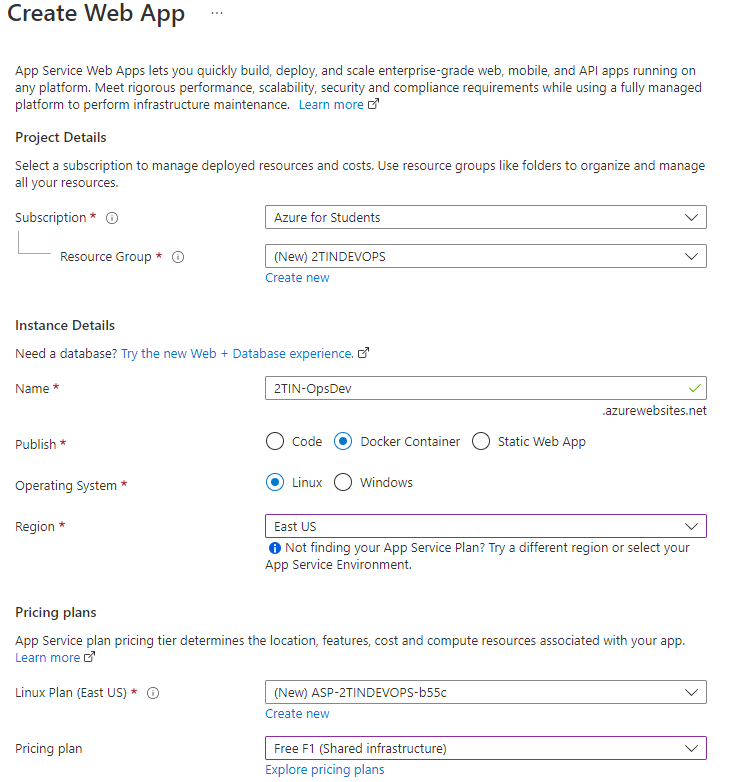 Create Web App ...
App Service Web Apps lets you quickly build, deploy, and scale enterprise-grade web, mobile, and API apps running on
any platform. Meet rigorous performance, scalability, security and compliance requirements while using a fully managed
platform to perform infrastructure maintenance. Learn more
Project Details
Select a subscription to manage deployed resources and costs. Use resource groups like folders to organize and manage
all your resources.
Subscription * Azure for Students
Resource Group * (New) 2TINDEVOPS
Create new
Instance Details
Need a database? Try the new Web + Database experience.
Name * 2TIN-OpsDev
.azurewebsites.net
Publish * Code Docker Container Static Web App
Operating System * Linux Windows
Region * East US
Not finding your App Service Plan? Try a different region or select your
App Service Environment.
Pricing plans
App Service plan pricing tier determines the location, features, cost and compute resources associated with your app.
Learn more
Linux Plan (East US) * (New) ASP-2TINDEVOPS-b55c
Create new
Pricing plan Free F1 (Shared infrastructure)
Explore pricing plans